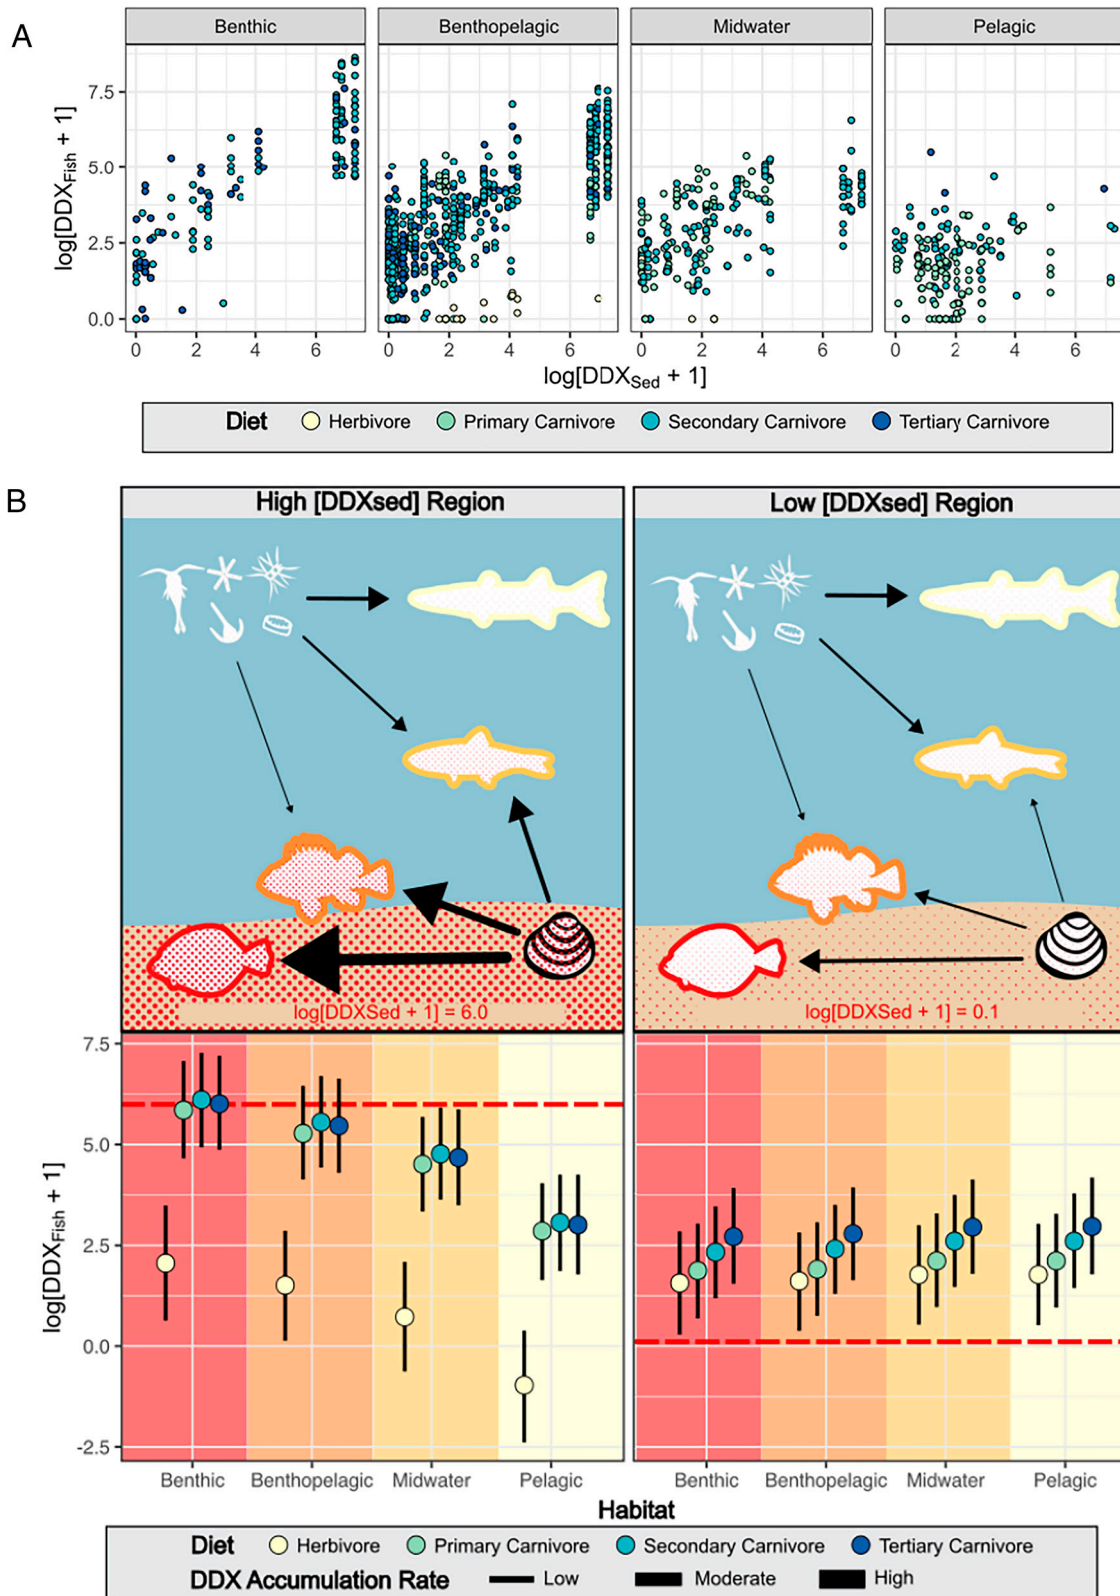 A
Benthic Benthopelagic Midwater Pelagic
7.5
5.0
2.5
0.0
log[DDXFish + 1]
0 2 4 6 0 2 4 6 0 2 4 6 0 2 4 6
log[DDXSed + 1]
Diet Herbivore Primary Carnivore Secondary Carnivore Tertiary Carnivore
B
High [DDXsed] Region Low [DDXsed] Region
log[DDXSed + 1] = 6.0 log[DDXSed + 1] = 0.1
7.5
5.0
2.5
0.0
-2.5
log[DDXFish + 1]
Benthic Benthopelagic Midwater Pelagic Benthic Benthopelagic Midwater Pelagic
Habitat
Diet Herbivore Primary Carnivore Secondary Carnivore Tertiary Carnivore
DDX Accumulation Rate Low Moderate High